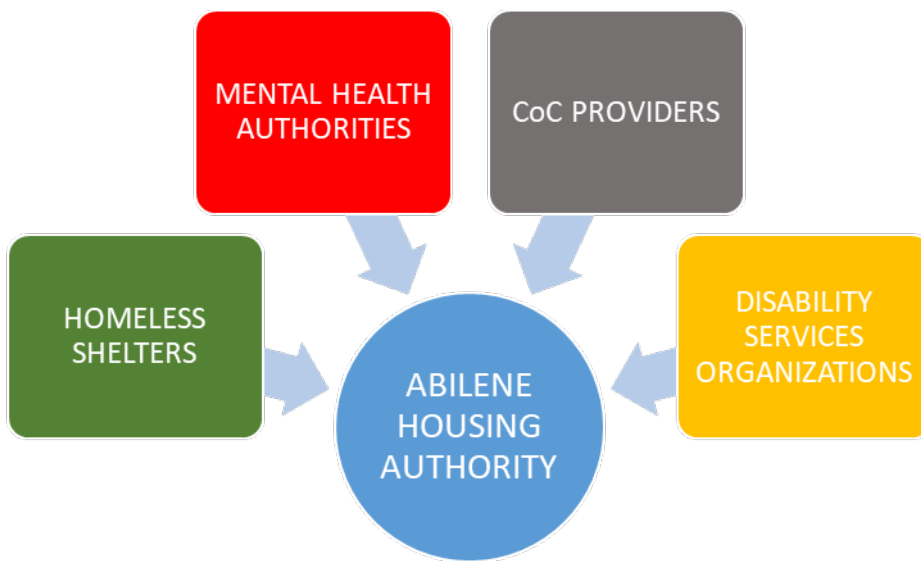 MENTAL HEALTH
AUTHORITIES
CoC PROVIDERS
HOMELESS
SHELTERS
DISABILITY
SERVICES
ORGANIZATIONS
ABILENE
HOUSING
AUTHORITY